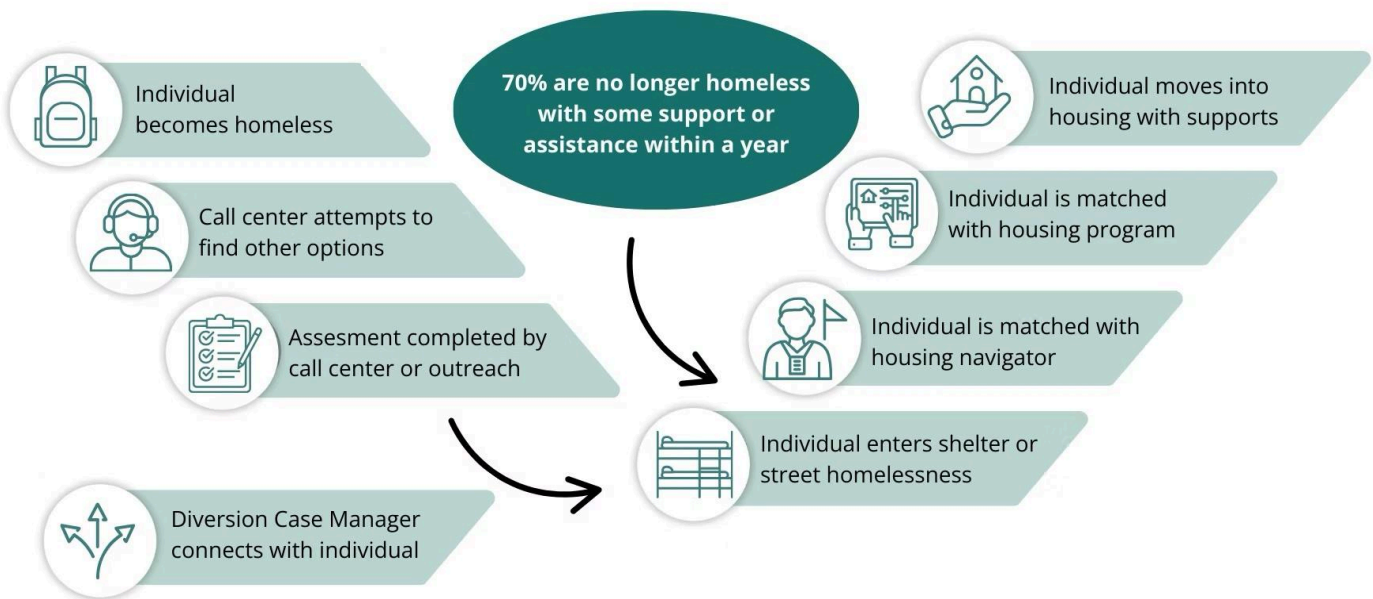 Individual
becomes homeless
Call center attempts to
find other options
Assesment completed by
call center or outreach
Diversion Case Manager
connects with individual
70% are no longer homeless
with some support or
assistance within a year
Individual enters shelter or
street homelessness
Individual is matched with
housing navigator
Individual is matched
with housing program
Individual moves into
housing with supports